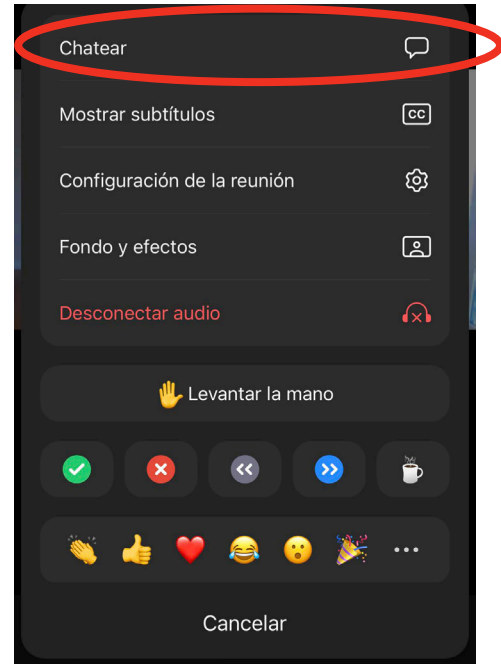 Chatear
Mostrar subtítulos
CC
Configuración de la reunión
Fondo y efectos
Desconectar audio
Levantar la mano
Cancelar